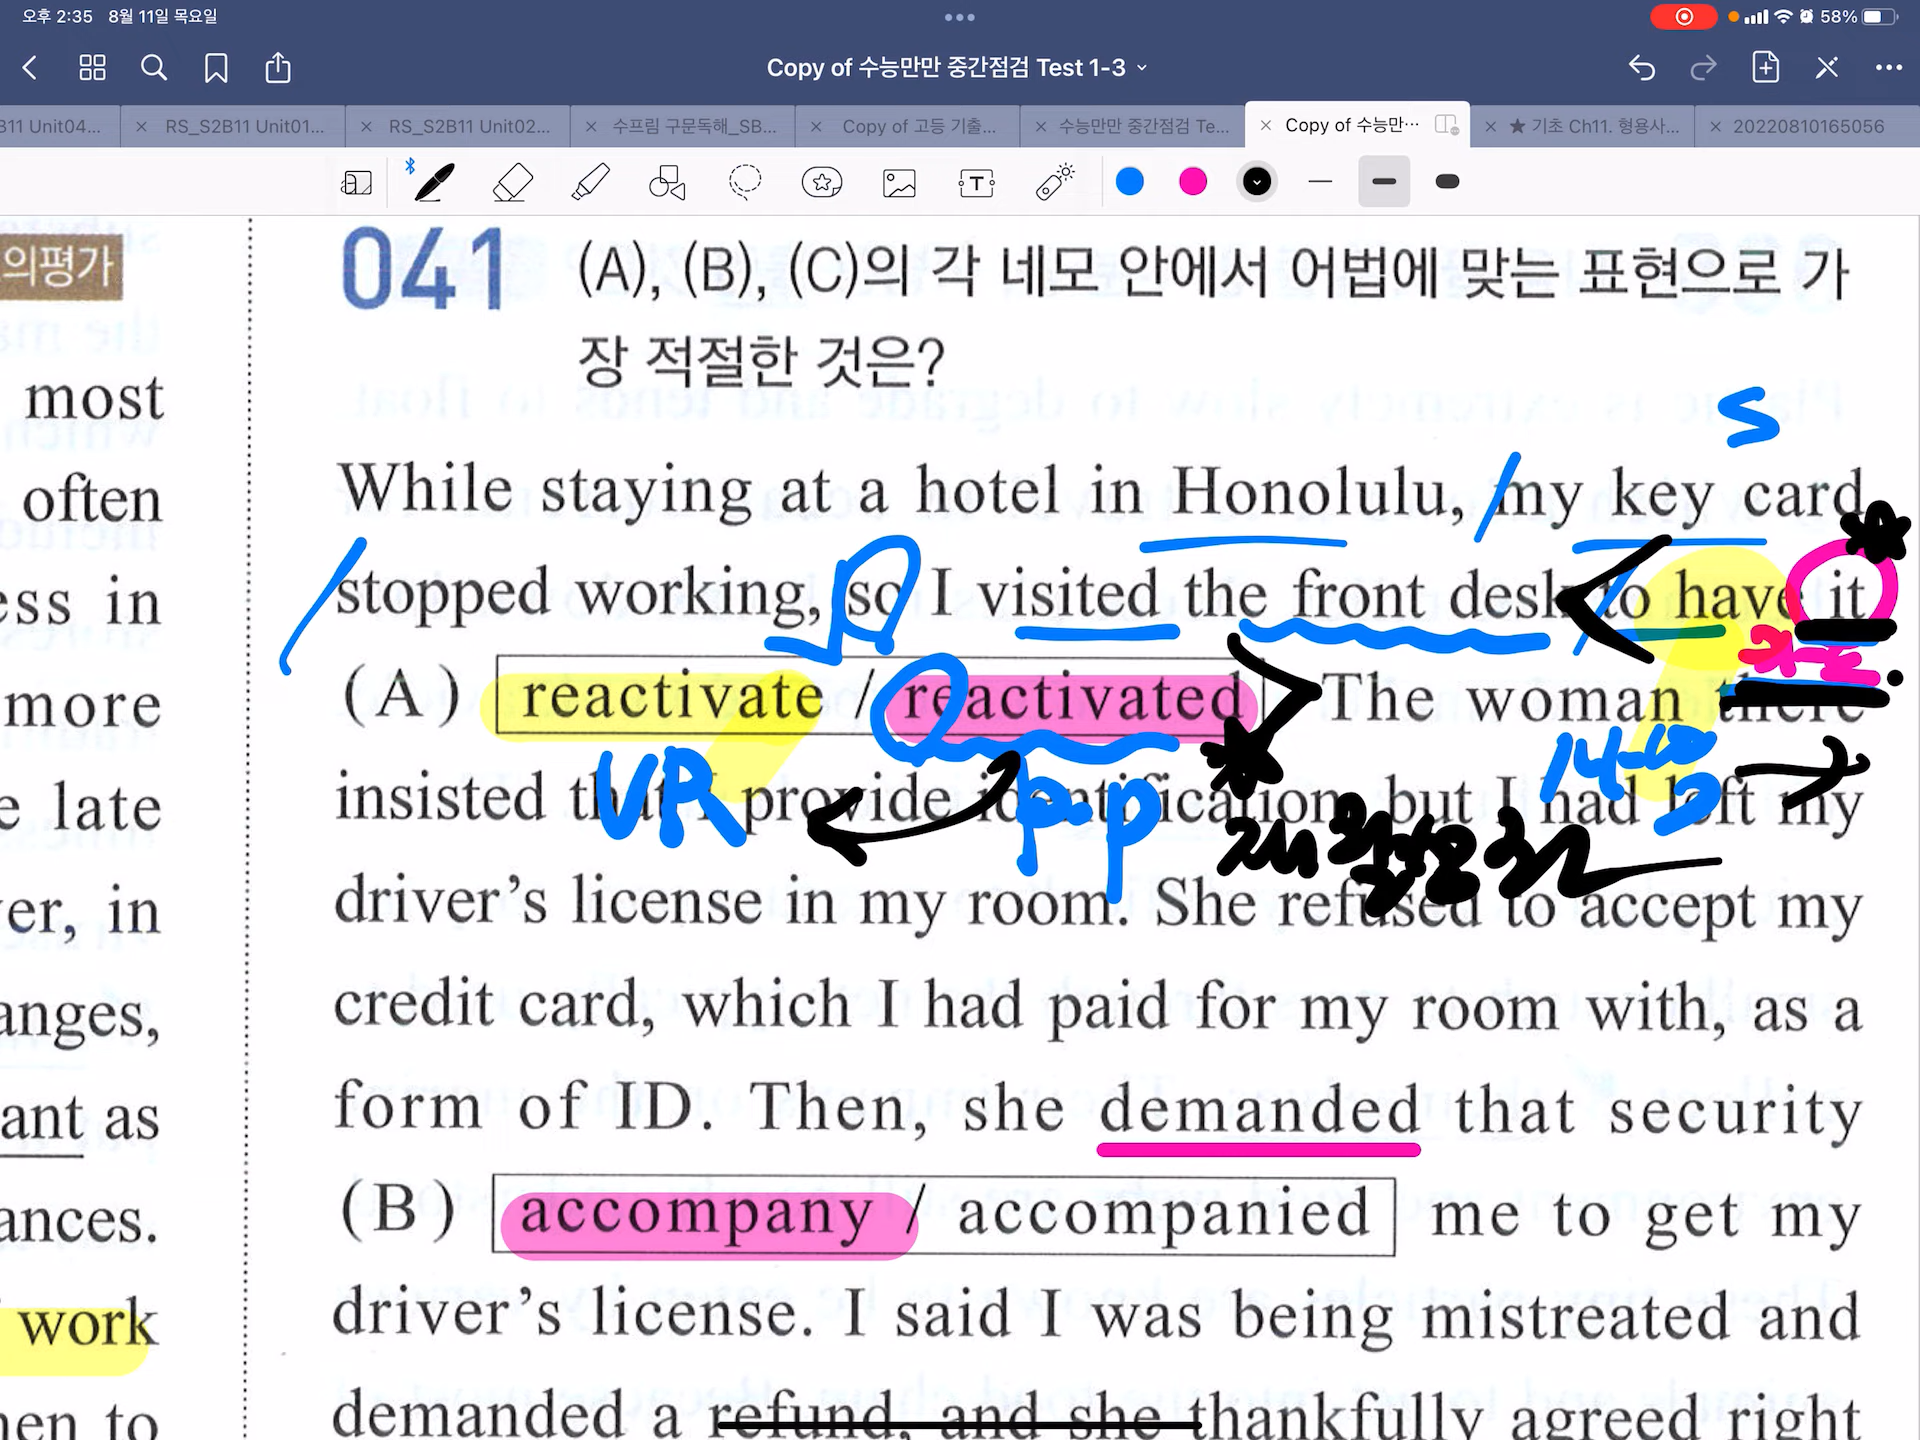 오후 2:35 8월 11일 목요일
58%
Copy of 수능만만 중간점검 Test 1-3
B11 Unit04...
RS_S2B11 Unit01...
RS_S2B11 Unit02...
수프림 구문독해_SB...
Copy of 고등 기출...
수능만만 중간점검 Te...
Copy of 수능만...
★ 기초 Ch11. 형용사...
20220810165056
의평가
most
often
ess in
more
e late
er, in
anges,
ant as
ances.
work
nen to
041 (A), (B), (C)의 각 네모 안에서 어법에 맞는 표현으로 가
장 적절한 것은?
S
While staying at a hotel in Honolulu, my key card
stopped working, so I visited the front desk to have it
(A) reactivate / reactivated. The woman there
VR
p.p
insisted that I provide identification, but I had left my
driver's license in my room. She refused to accept my
credit card, which I had paid for my room with, as a
form of ID. Then, she demanded that security
(B) accompany / accompanied me to get my
driver's license. I said I was being mistreated and
demanded a refund, and she thankfully agreed right